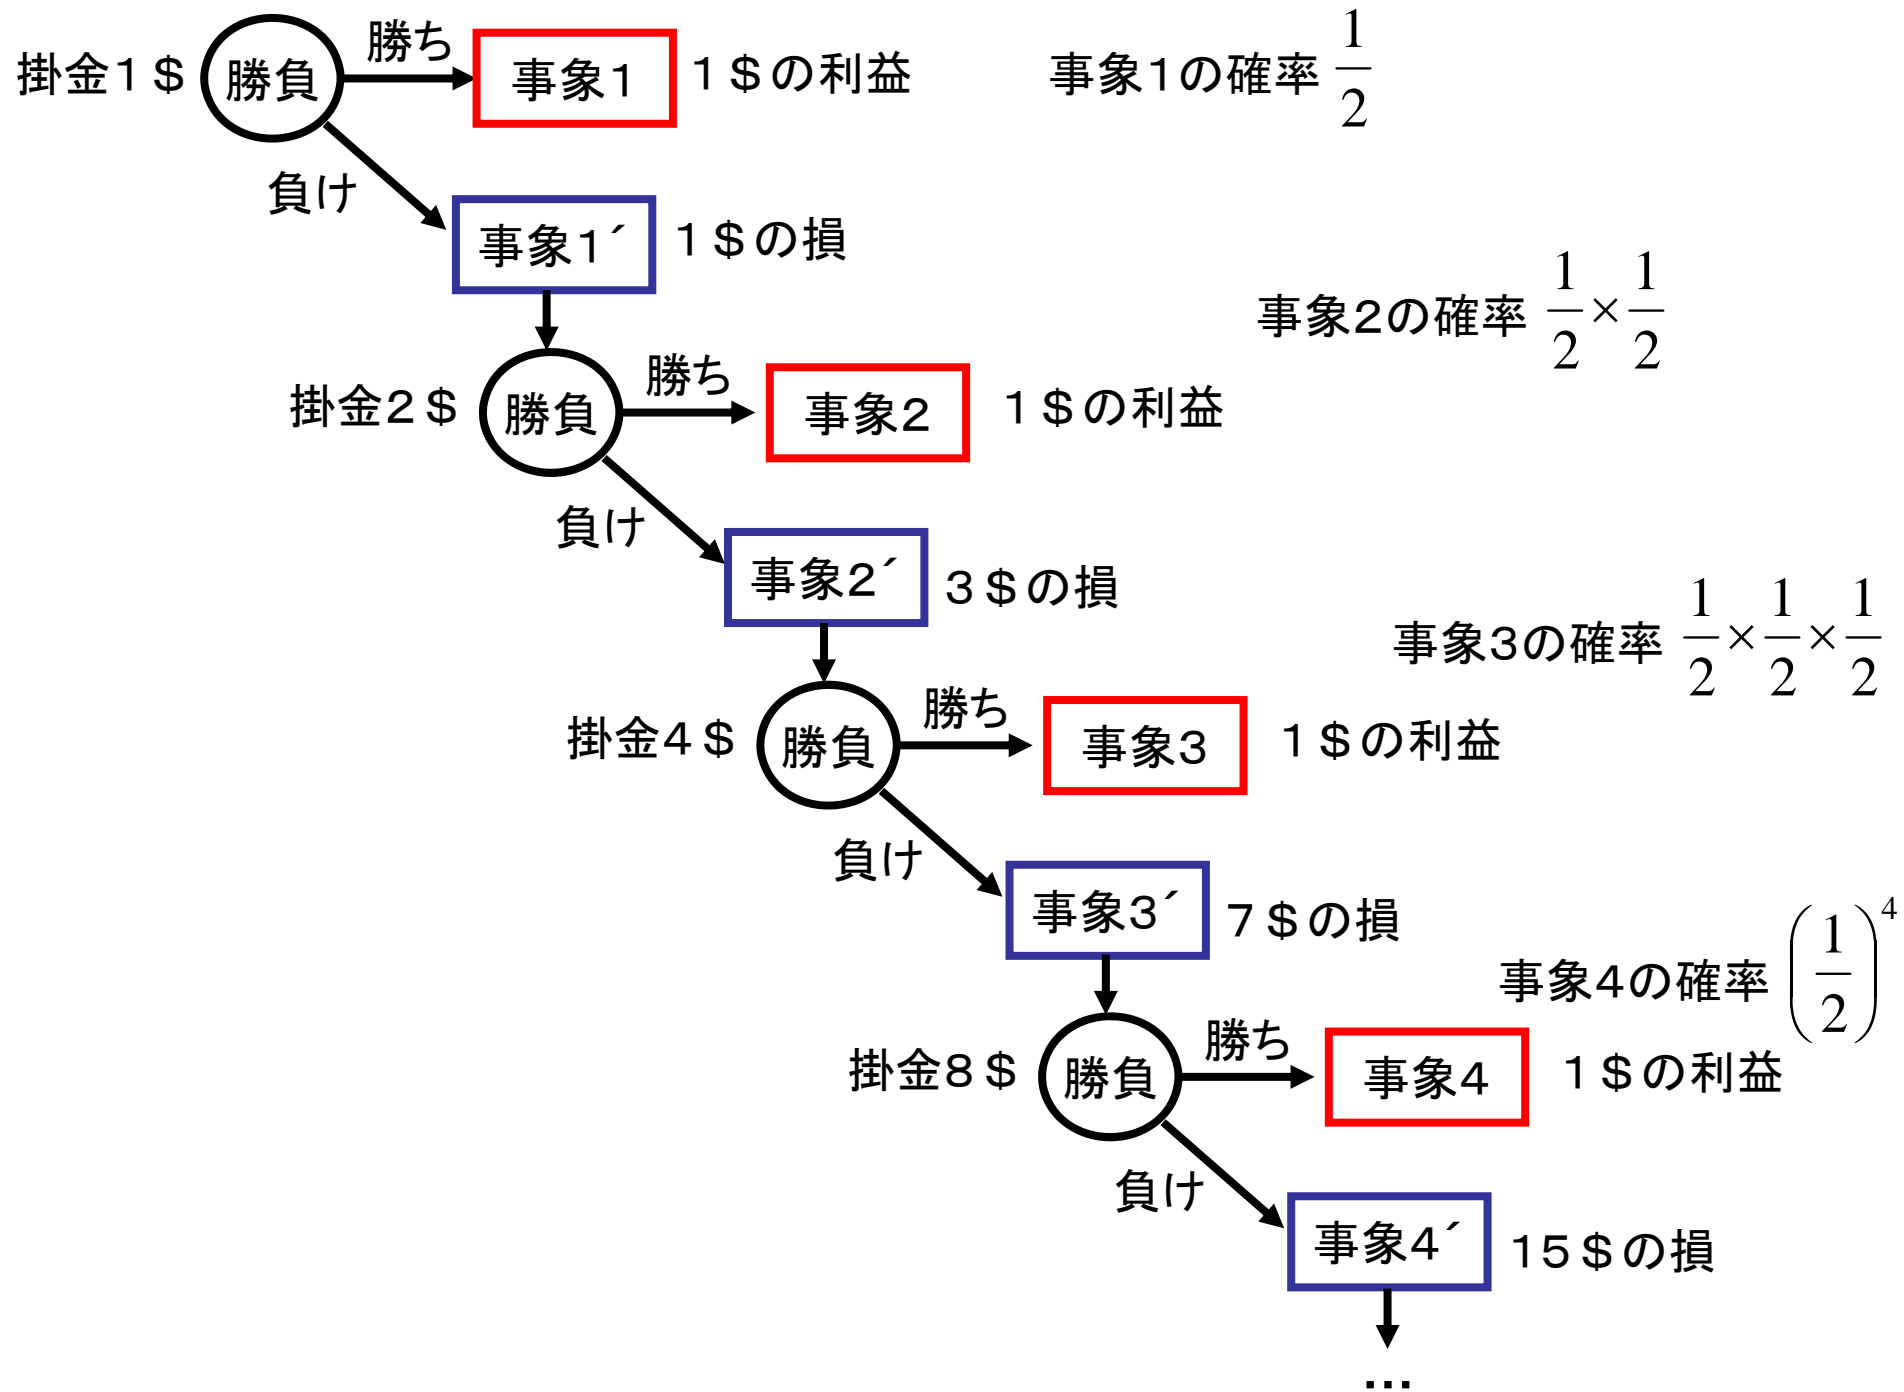 掛金1＄ 勝負 勝ち 事象1 1＄の利益 事象1の確率 1/2
負け
事象1´ 1＄の損
事象2の確率 1/2×1/2
掛金2＄ 勝負 勝ち 事象2 1＄の利益
負け
事象2´ 3＄の損
事象3の確率 1/2×1/2×1/2
掛金4＄ 勝負 勝ち 事象3 1＄の利益
負け
事象3´ 7＄の損
事象4の確率 (1/2)^4
掛金8＄ 勝負 勝ち 事象4 1＄の利益
負け
事象4´ 15＄の損
…